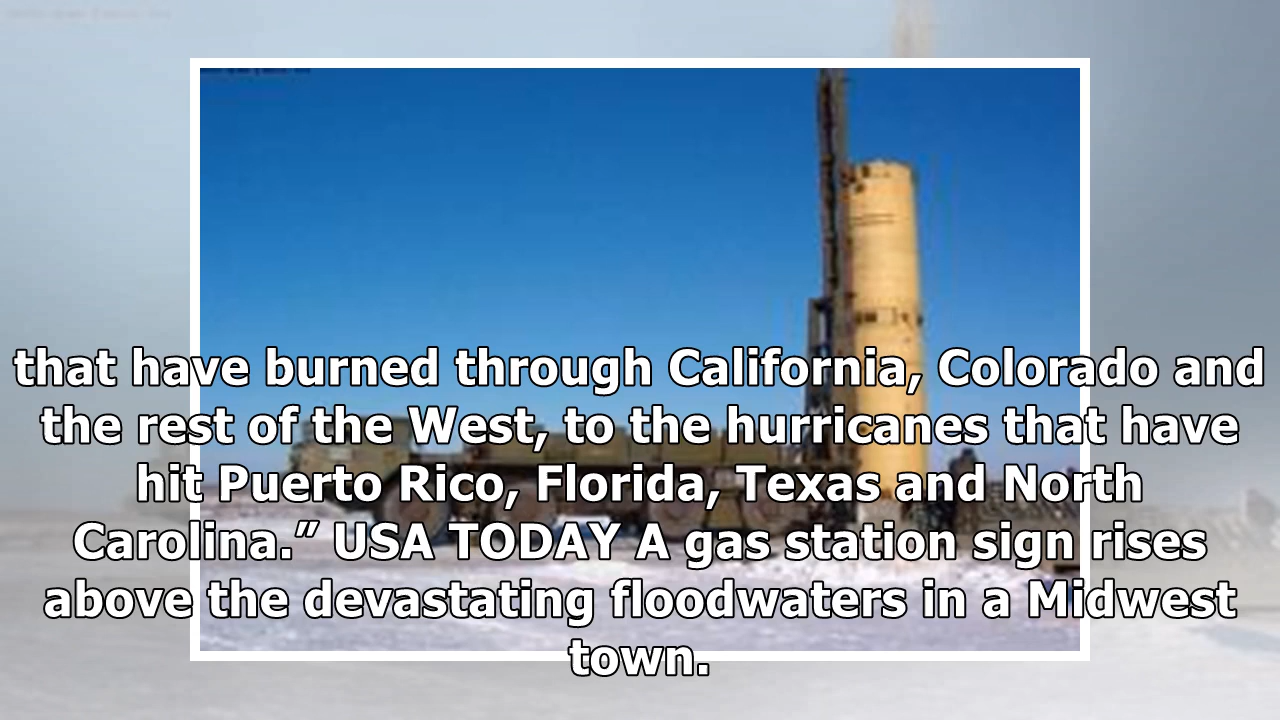 that have burned through California, Colorado and
the rest of the West, to the hurricanes that have
hit Puerto Rico, Florida, Texas and North
Carolina.” USA TODAY A gas station sign rises
above the devastating floodwaters in a Midwest
town.